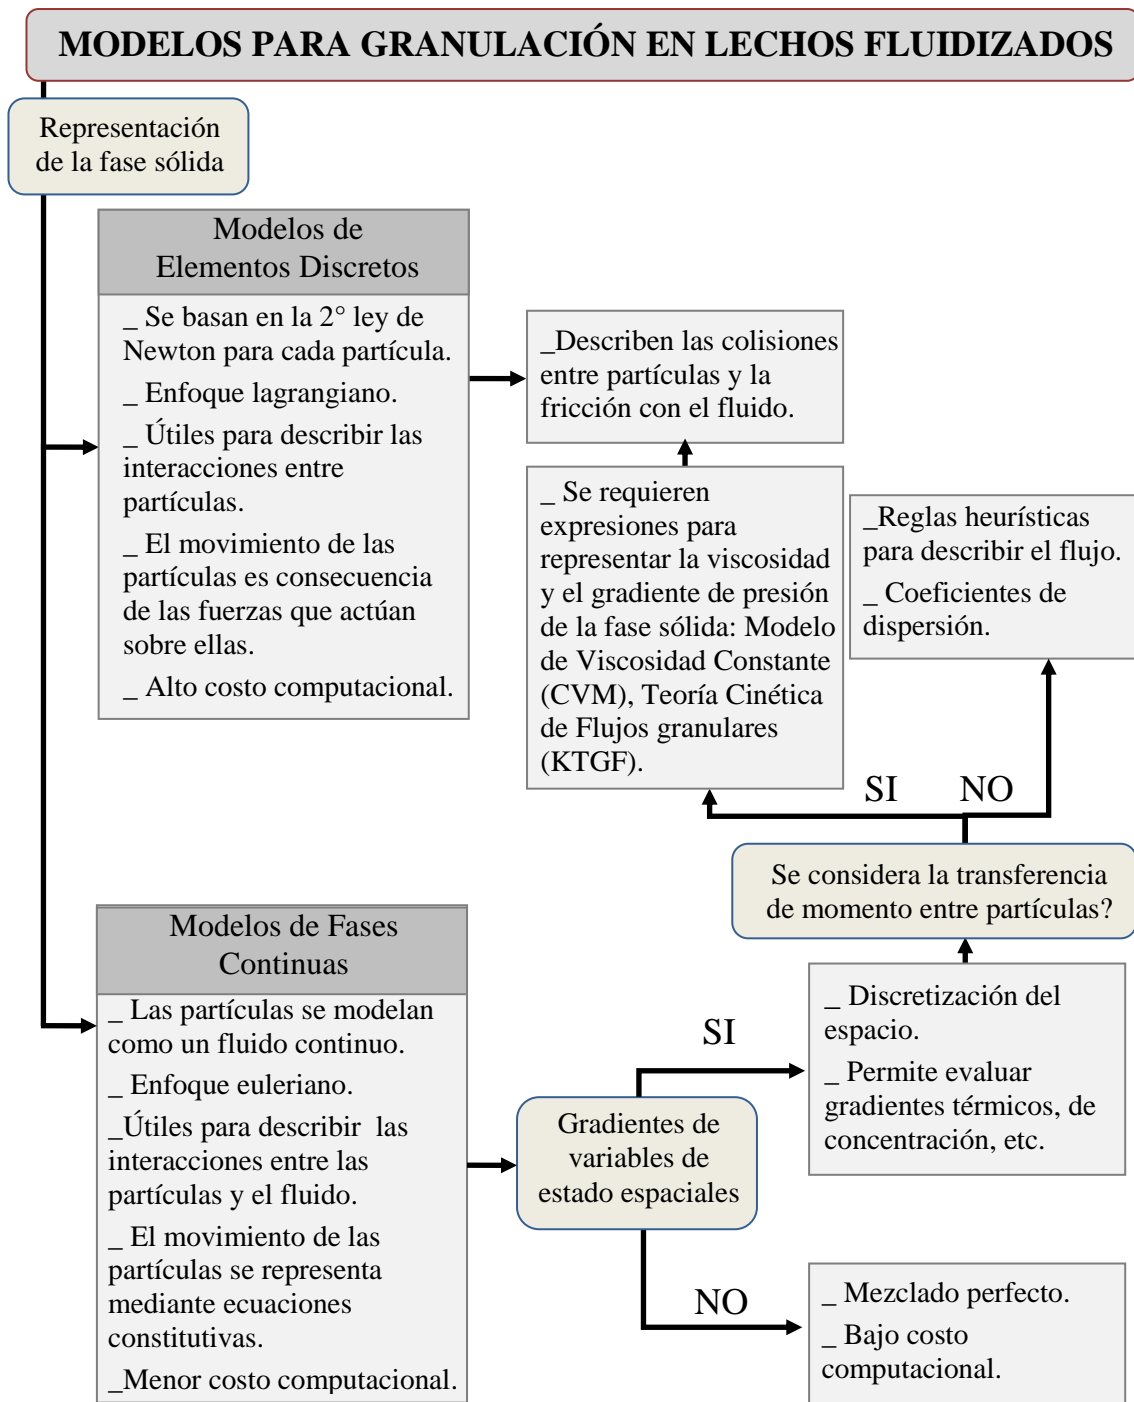 MODELOS PARA GRANULACIÓN EN LECHOS FLUIDIZADOS
Representación
de la fase sólida
Modelos de
Elementos Discretos
_ Se basan en la 2° ley de
Newton para cada partícula.
_ Enfoque lagrangiano.
_ Útiles para describir las
interacciones entre
partículas.
_ El movimiento de las
partículas es consecuencia
de las fuerzas que actúan
sobre ellas.
_ Alto costo computacional.
_Describen las colisiones
entre partículas y la
fricción con el fluido.
_ Se requieren
expresiones para
representar la viscosidad
y el gradiente de presión
de la fase sólida: Modelo
de Viscosidad Constante
(CVM), Teoría Cinética
de Flujos granulares
(KTGF).
_Reglas heurísticas
para describir el flujo.
_ Coeficientes de
dispersión.
SI
NO
Se considera la transferencia
de momento entre partículas?
Modelos de Fases
Continuas
_ Las partículas se modelan
como un fluido continuo.
_ Enfoque euleriano.
_Útiles para describir  las
interacciones entre las
partículas y el fluido.
_ El movimiento de las
partículas se representa
mediante ecuaciones
constitutivas.
_Menor costo computacional.
Gradientes de
variables de
estado espaciales
SI
_ Discretización del
espacio.
_ Permite evaluar
gradientes térmicos, de
concentración, etc.
NO
_ Mezclado perfecto.
_ Bajo costo
computacional.